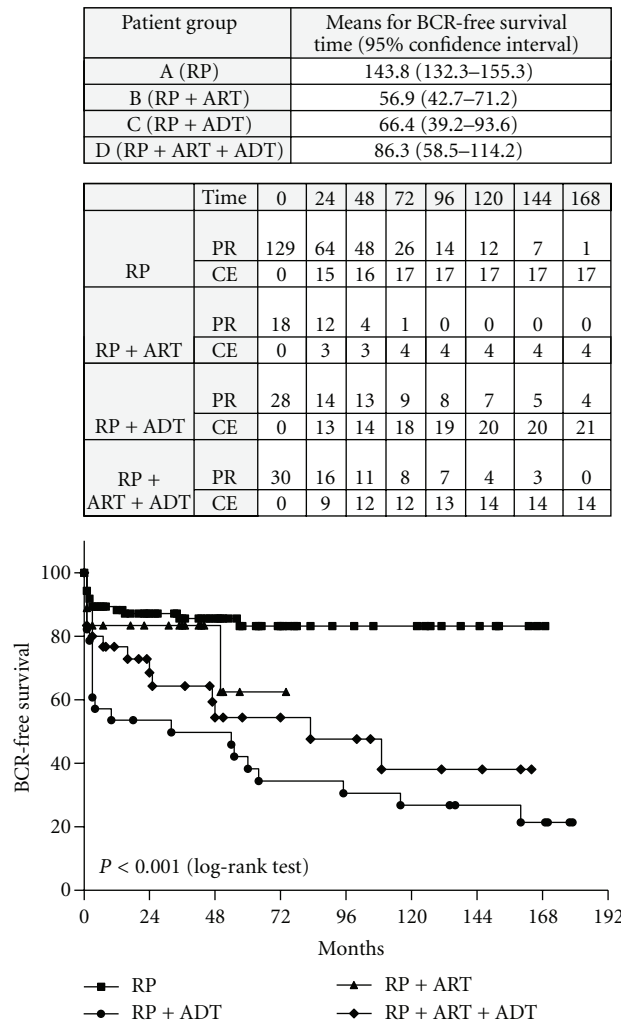 Patient group Means for BCR-free survival
time (95% confidence interval)
A (RP) 143.8 (132.3–155.3)
B (RP + ART) 56.9 (42.7–71.2)
C (RP + ADT) 66.4 (39.2–93.6)
D (RP + ART + ADT) 86.3 (58.5–114.2)
Time 0 24 48 72 96 120 144 168
RP
PR 129 64 48 26 14 12 7 1
CE 0 15 16 17 17 17 17 17
RP + ART
PR 18 12 4 1 0 0 0 0
CE 0 3 3 4 4 4 4 4
RP + ADT
PR 28 14 13 9 8 7 5 4
CE 0 13 14 18 19 20 20 21
RP +
ART + ADT
PR 30 16 11 8 7 4 3 0
CE 0 9 12 12 13 14 14 14
100
80
60
40
20
0
BCR-free survival
P < 0.001 (log-rank test)
0 24 48 72 96 120 144 168 192
Months
RP RP + ART
RP + ADT RP + ART + ADT